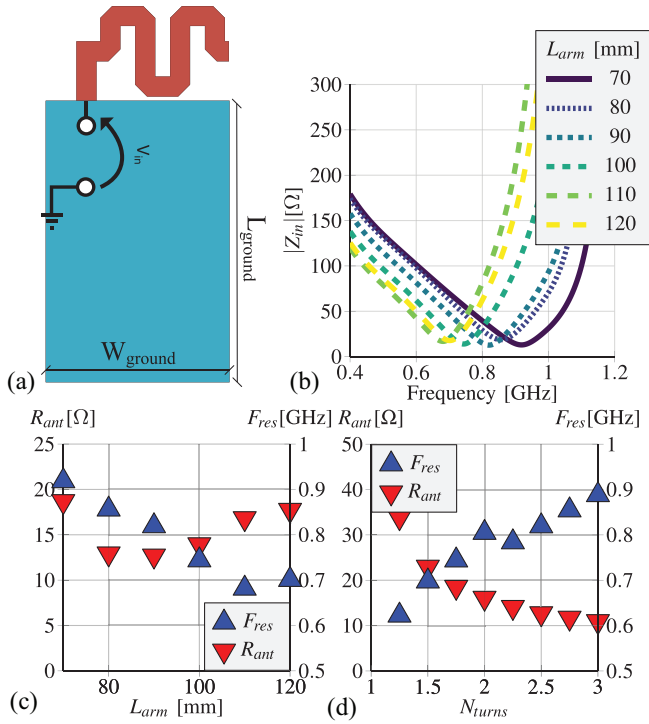 V_in
L_ground
W_ground
(a)
|Z_in|[Ω]
300
250
200
150
100
50
0
0.4
0.6
0.8
1
1.2
Frequency [GHz]
L_arm [mm]
70
80
90
100
110
120
(b)
R_ant[Ω]
F_res[GHz]
25
20
15
10
5
0
1
0.9
0.8
0.7
0.6
0.5
80
100
120
L_arm [mm]
F_res
R_ant
(c)
R_ant[Ω]
F_res[GHz]
50
40
30
20
10
0
1
0.9
0.8
0.7
0.6
0.5
1
1.5
2
2.5
3
N_turns
F_res
R_ant
(d)